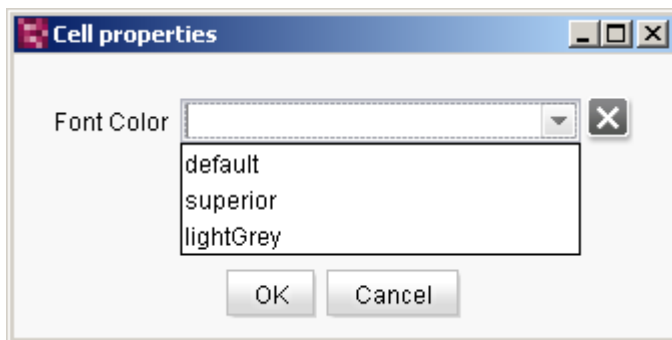 Cell properties
Font Color
default
superior
lightGrey
OK Cancel